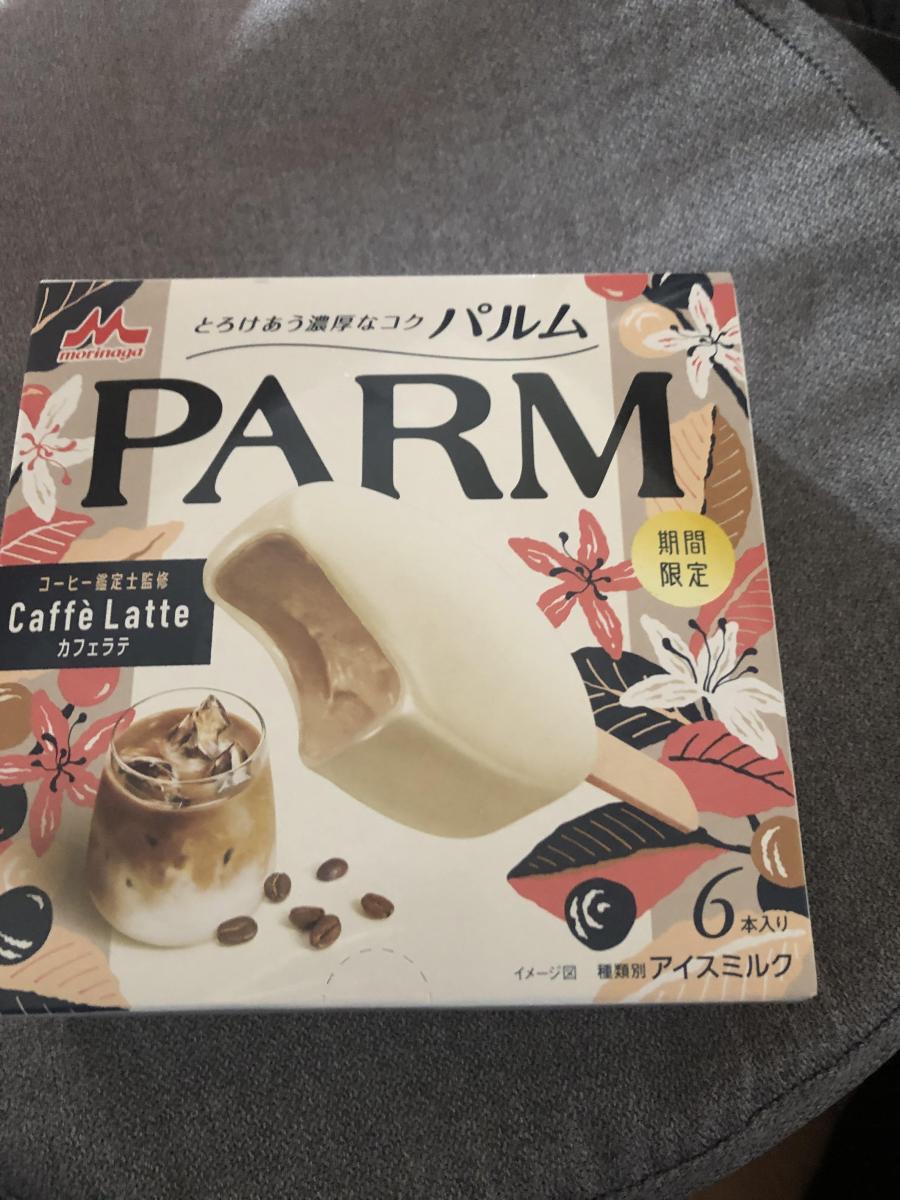 morinaga
とろけあう濃厚なコク パルム
PARM
期間
限定
コーヒー鑑定士監修
Caffè Latte
カフェラテ
6本入り
イメージ図 種類別 アイスミルク